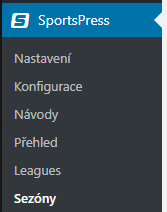 SportsPress
Nastavení
Konfigurace
Návody
Přehled
Leagues
Sezóny